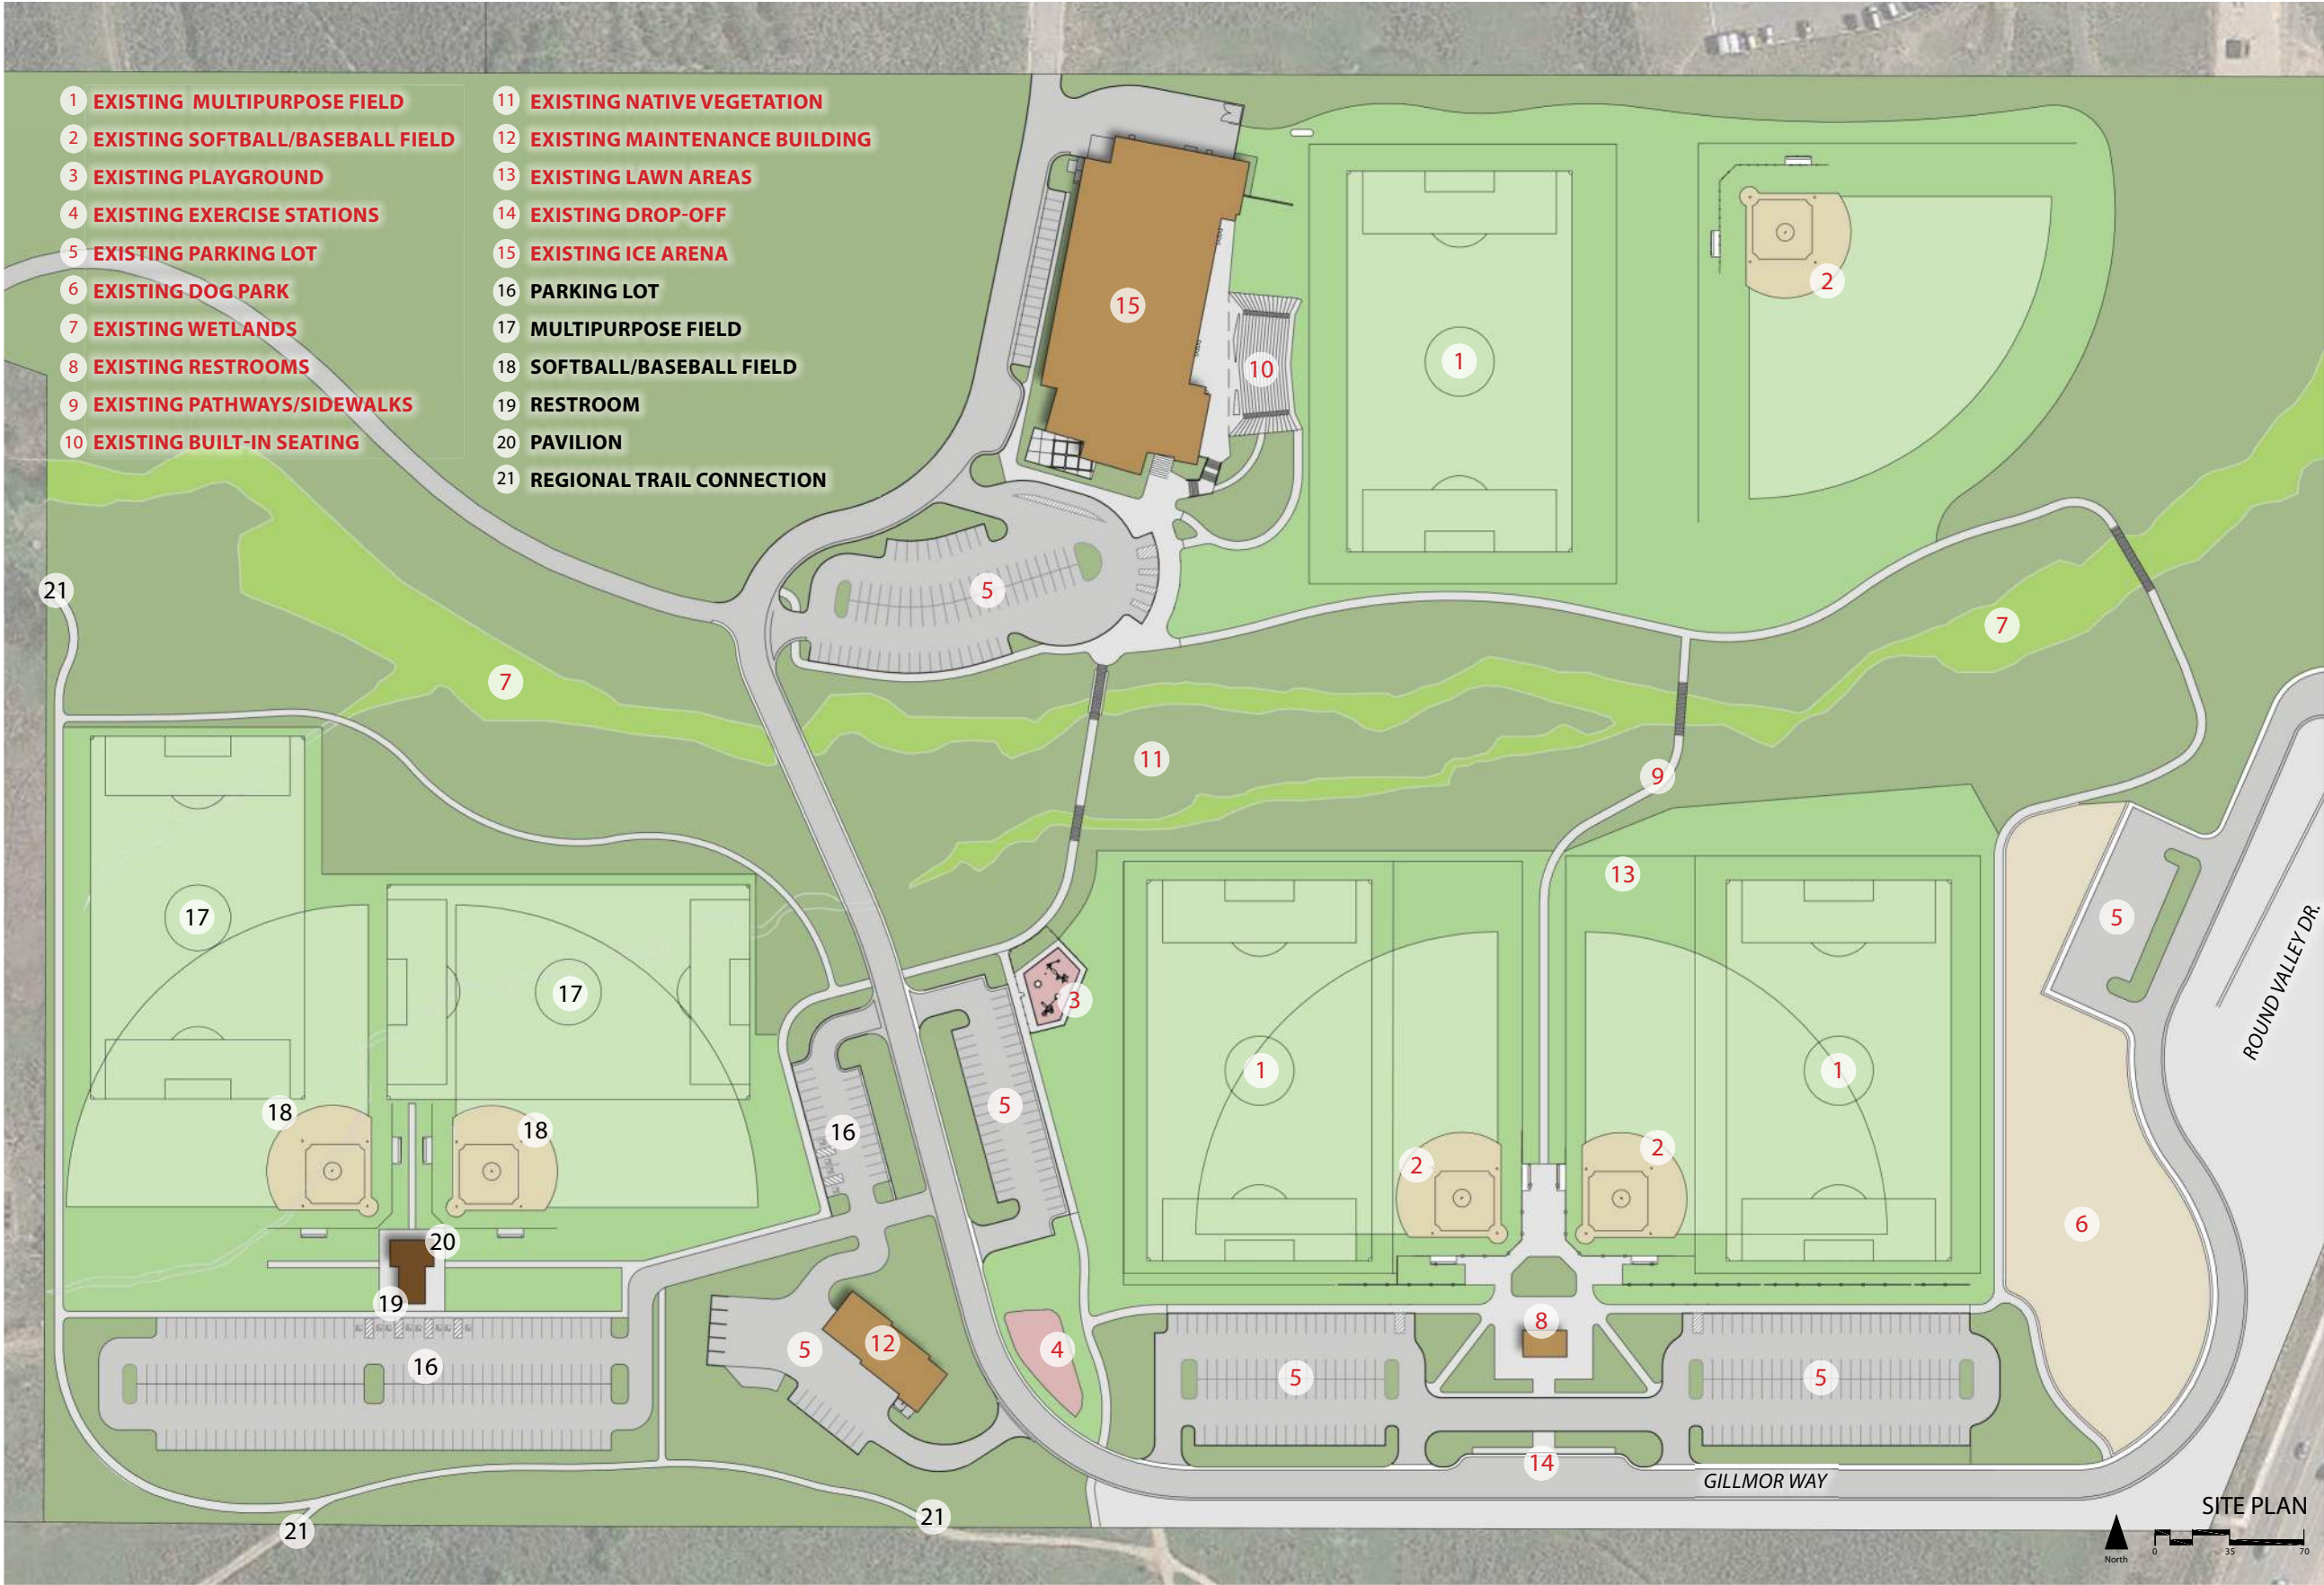 1 EXISTING MULTIPURPOSE FIELD
2 EXISTING SOFTBALL/BASEBALL FIELD
3 EXISTING PLAYGROUND
4 EXISTING EXERCISE STATIONS
5 EXISTING PARKING LOT
6 EXISTING DOG PARK
7 EXISTING WETLANDS
8 EXISTING RESTROOMS
9 EXISTING PATHWAYS/SIDEWALKS
10 EXISTING BUILT-IN SEATING
11 EXISTING NATIVE VEGETATION
12 EXISTING MAINTENANCE BUILDING
13 EXISTING LAWN AREAS
14 EXISTING DROP-OFF
15 EXISTING ICE ARENA
16 PARKING LOT
17 MULTIPURPOSE FIELD
18 SOFTBALL/BASEBALL FIELD
19 RESTROOM
20 PAVILION
21 REGIONAL TRAIL CONNECTION
2
15
1
10
5
21
7
7
11
9
13
17
5
17
3
1
1
5
18
18
16
2
2
6
20
19
8
12
5
4
16
5
5
14
21
21
ROUND VALLEY DR.
GILLMOR WAY
SITE PLAN
North
0 35 70